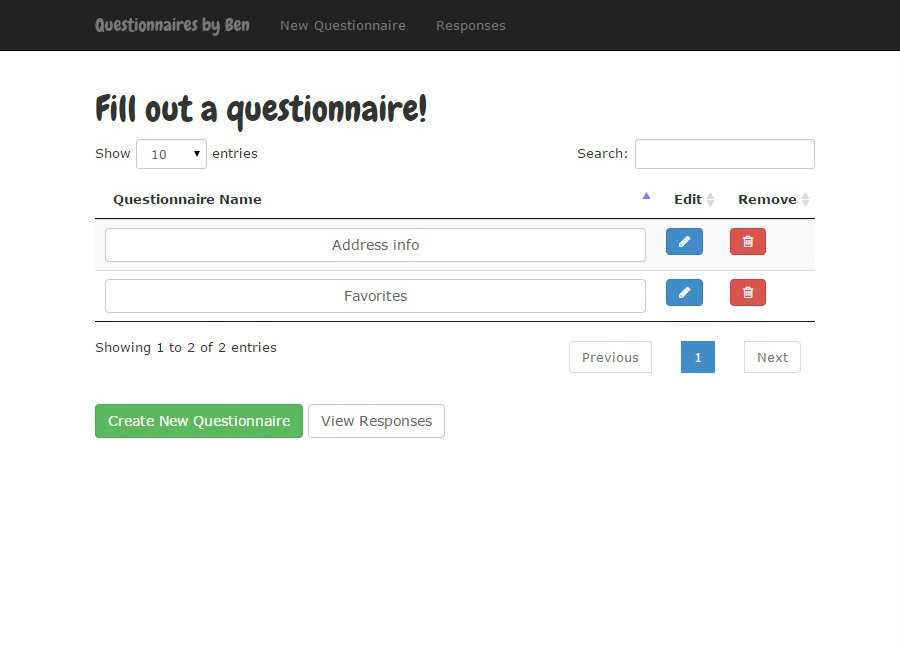 Questionnaires by Ben New Questionnaire Responses
Fill out a questionnaire!
Show 10 entries Search:
Questionnaire Name Edit Remove
Address info
Favorites
Showing 1 to 2 of 2 entries Previous 1 Next
Create New Questionnaire View Responses